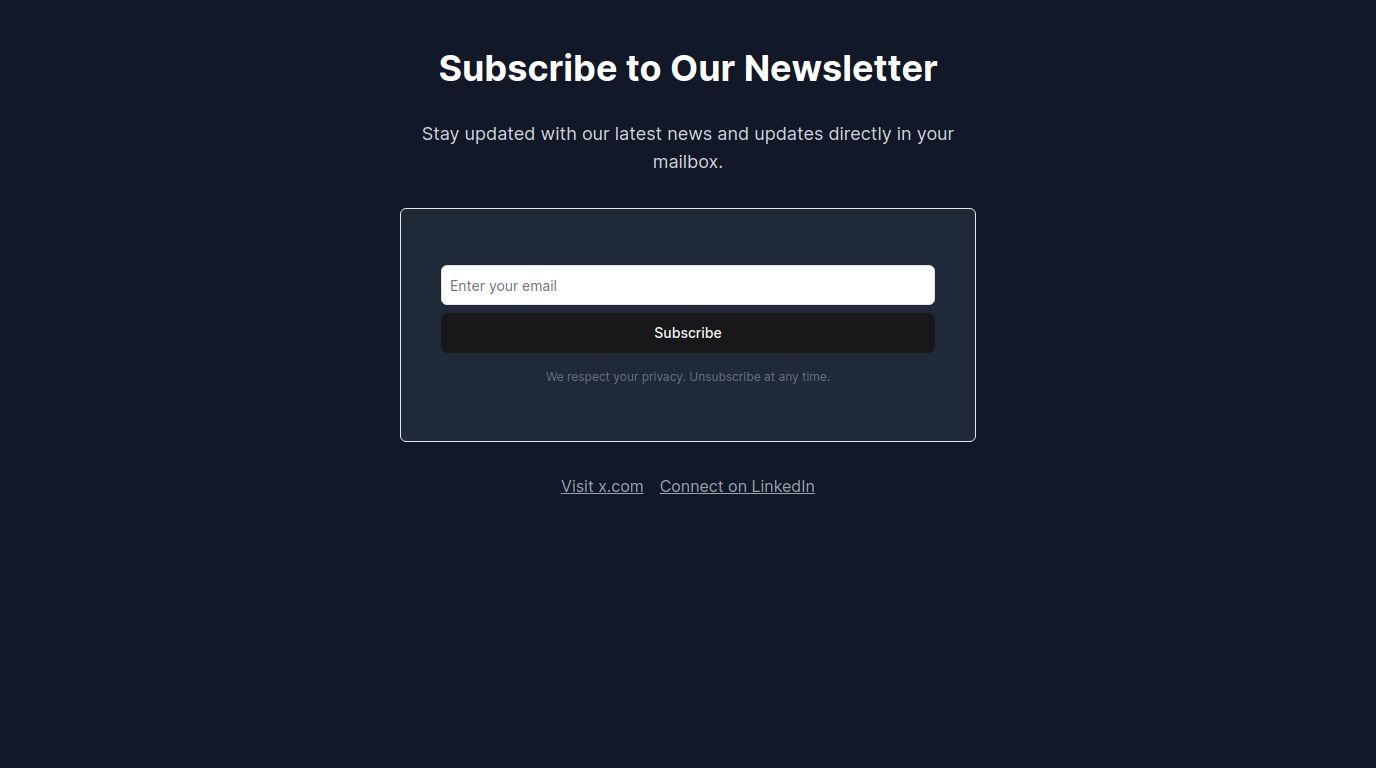 Subscribe to Our Newsletter
Stay updated with our latest news and updates directly in your
mailbox.
Enter your email
Subscribe
We respect your privacy. Unsubscribe at any time.
Visit x.com Connect on LinkedIn